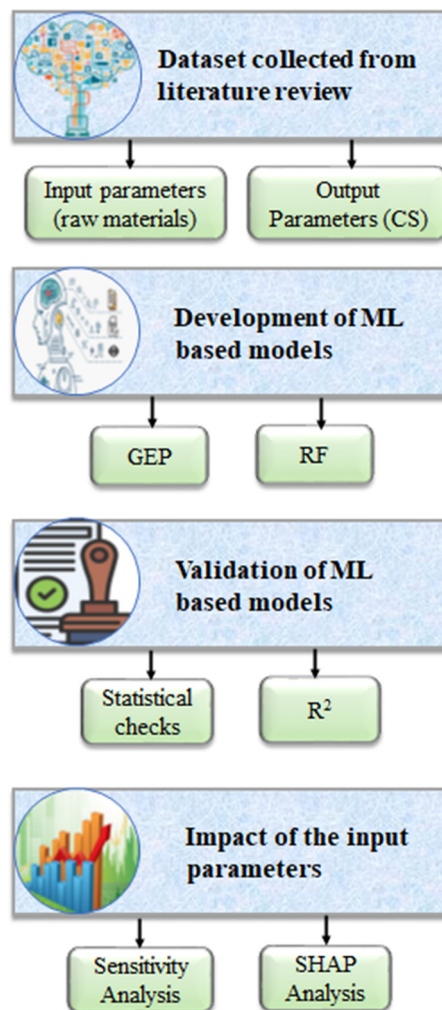 Dataset collected from
literature review
Input parameters
(raw materials)
Output
Parameters (CS)
Development of ML
based models
GEP
RF
Validation of ML
based models
Statistical
checks
R²
Impact of the input
parameters
Sensitivity
Analysis
SHAP
Analysis